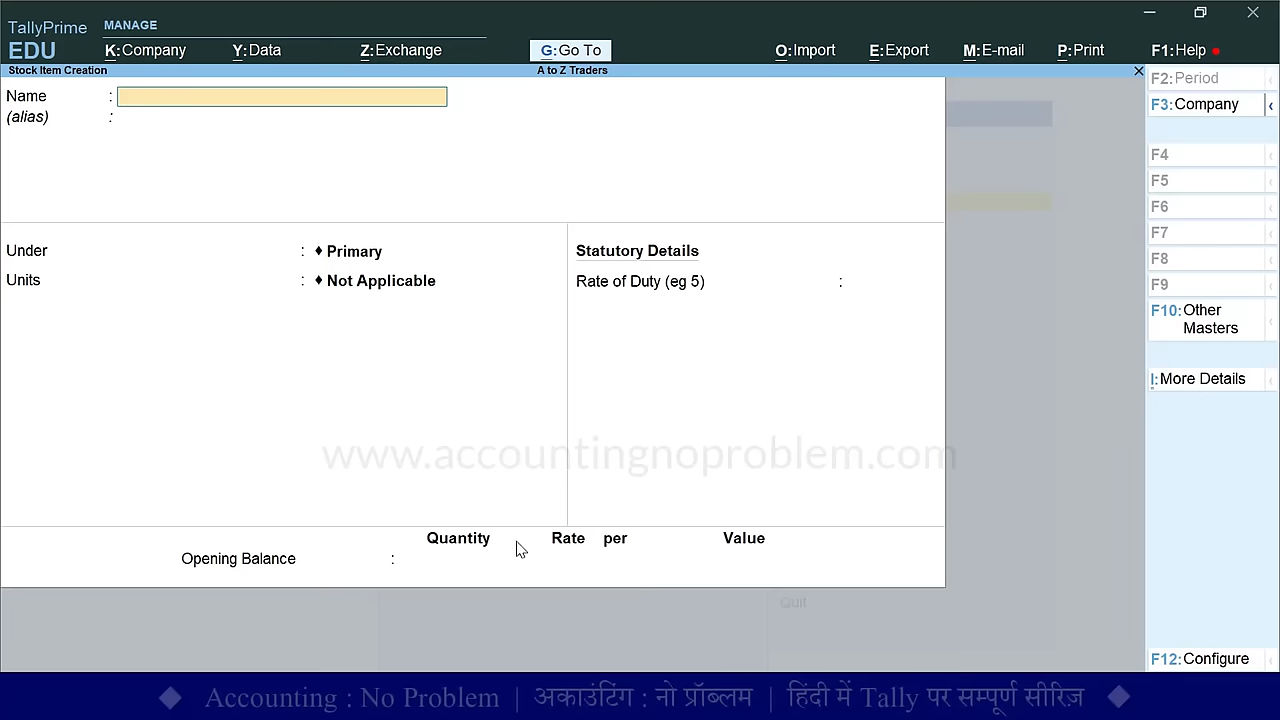 TallyPrime
EDU
MANAGE
K:Company Y:Data Z:Exchange G:Go To O:Import E:Export M:E-mail P:Print F1:Help
Stock Item Creation A to Z Traders
Name :
(alias) :
Under : ♦ Primary
Units : ♦ Not Applicable
Statutory Details
Rate of Duty (eg 5) :
www.accountingnoproblem.com
Quantity Rate per Value
Opening Balance :
Quit
F2:Period
F3:Company
F4
F5
F6
F7
F8
F9
F10:Other
Masters
I:More Details
F12:Configure
Accounting : No Problem | अकाउंटिंग : नो प्रॉब्लम | हिंदी में Tally पर सम्पूर्ण सीरिज़